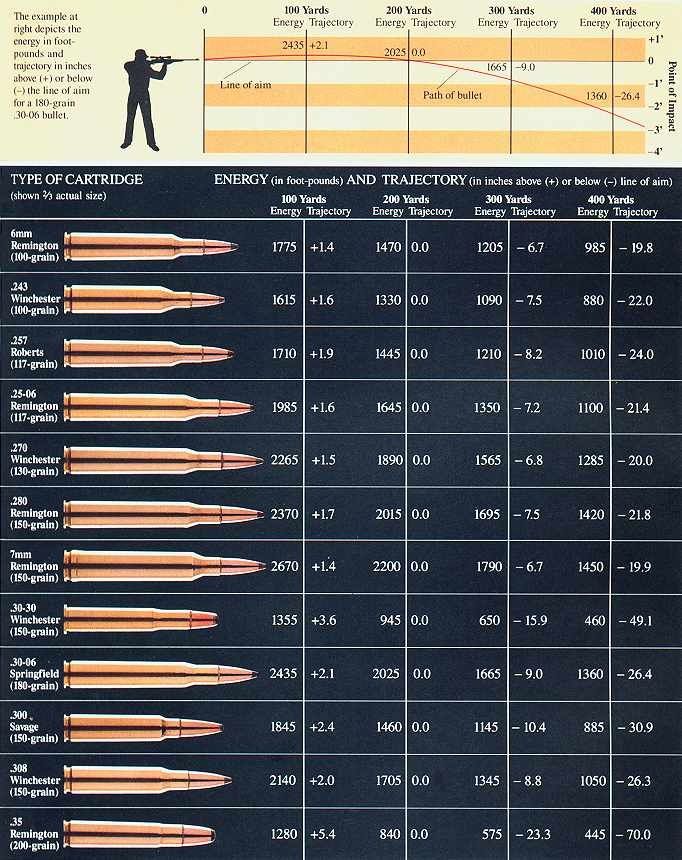 The example at
right depicts the
energy in foot-
pounds and
trajectory in inches
above (+) or below
(–) the line of aim
for a 180-grain
.30-06 bullet.
0 100 Yards 200 Yards 300 Yards 400 Yards
Energy Trajectory Energy Trajectory Energy Trajectory Energy Trajectory
2435 +2.1 2025 0.0 1665 –9.0 1360 –26.4
Line of aim
Path of bullet
+1'
0
–1'
–2'
–3'
–4'
Point of Impact
TYPE OF CARTRIDGE
(shown ⅔ actual size)
ENERGY (in foot-pounds) AND TRAJECTORY (in inches above (+) or below (–) line of aim)
100 Yards 200 Yards 300 Yards 400 Yards
Energy Trajectory Energy Trajectory Energy Trajectory Energy Trajectory
6mm
Remington
(100-grain)
1775 +1.4 1470 0.0 1205 – 6.7 985 – 19.8
.243
Winchester
(100-grain)
1615 +1.6 1330 0.0 1090 – 7.5 880 – 22.0
.257
Roberts
(117-grain)
1710 +1.9 1445 0.0 1210 – 8.2 1010 – 24.0
.25-06
Remington
(117-grain)
1985 +1.6 1645 0.0 1350 – 7.2 1100 – 21.4
.270
Winchester
(130-grain)
2265 +1.5 1890 0.0 1565 – 6.8 1285 – 20.0
.280
Remington
(150-grain)
2370 +1.7 2015 0.0 1695 – 7.5 1420 – 21.8
7mm
Remington
(150-grain)
2670 +1.4 2200 0.0 1790 – 6.7 1450 – 19.9
.30-30
Winchester
(150-grain)
1355 +3.6 945 0.0 650 – 15.9 460 – 49.1
.30-06
Springfield
(180-grain)
2435 +2.1 2025 0.0 1665 – 9.0 1360 – 26.4
.300
Savage
(150-grain)
1845 +2.4 1460 0.0 1145 – 10.4 885 – 30.9
.308
Winchester
(150-grain)
2140 +2.0 1705 0.0 1345 – 8.8 1050 – 26.3
.35
Remington
(200-grain)
1280 +5.4 840 0.0 575 – 23.3 445 – 70.0